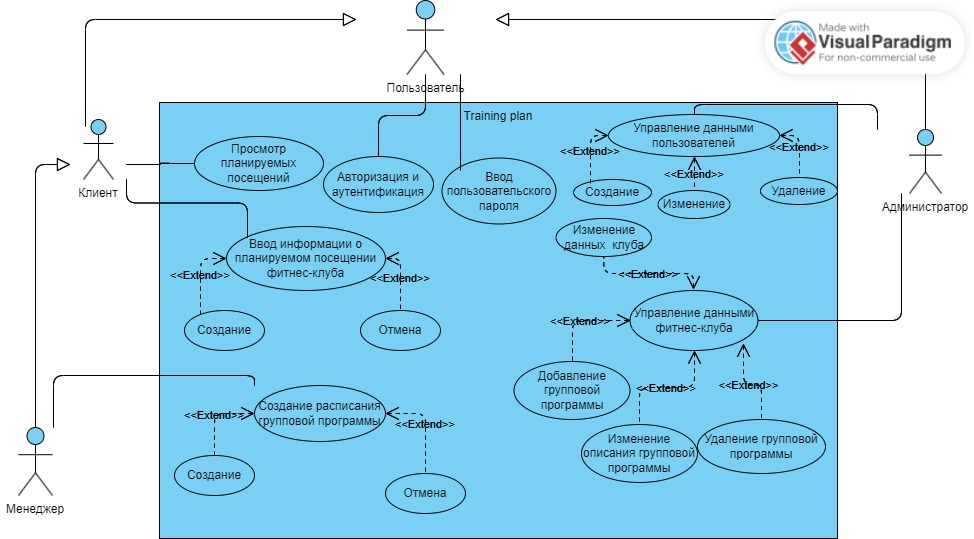 Made with
Visual Paradigm
For non-commercial use
Пользователь
Training plan
Клиент
Просмотр
планируемых
посещений
Авторизация и
аутентификация
Ввод
пользовательского
пароля
Управление данными
пользователей
<<Extend>>
<<Extend>>
<<Extend>>
Создание
Изменение
Удаление
Администратор
Ввод информации о
планируемом посещении
фитнес-клуба
<<Extend>>
<<Extend>>
Создание
Отмена
Изменение
данных клуба
<<Extend>>
Управление данными
фитнес-клуба
<<Extend>>
Добавление
групповой
программы
<<Extend>>
<<Extend>>
Изменение
описания групповой
программы
Удаление групповой
программы
Создание расписания
групповой программы
<<Extend>>
<<Extend>>
Создание
Отмена
Менеджер